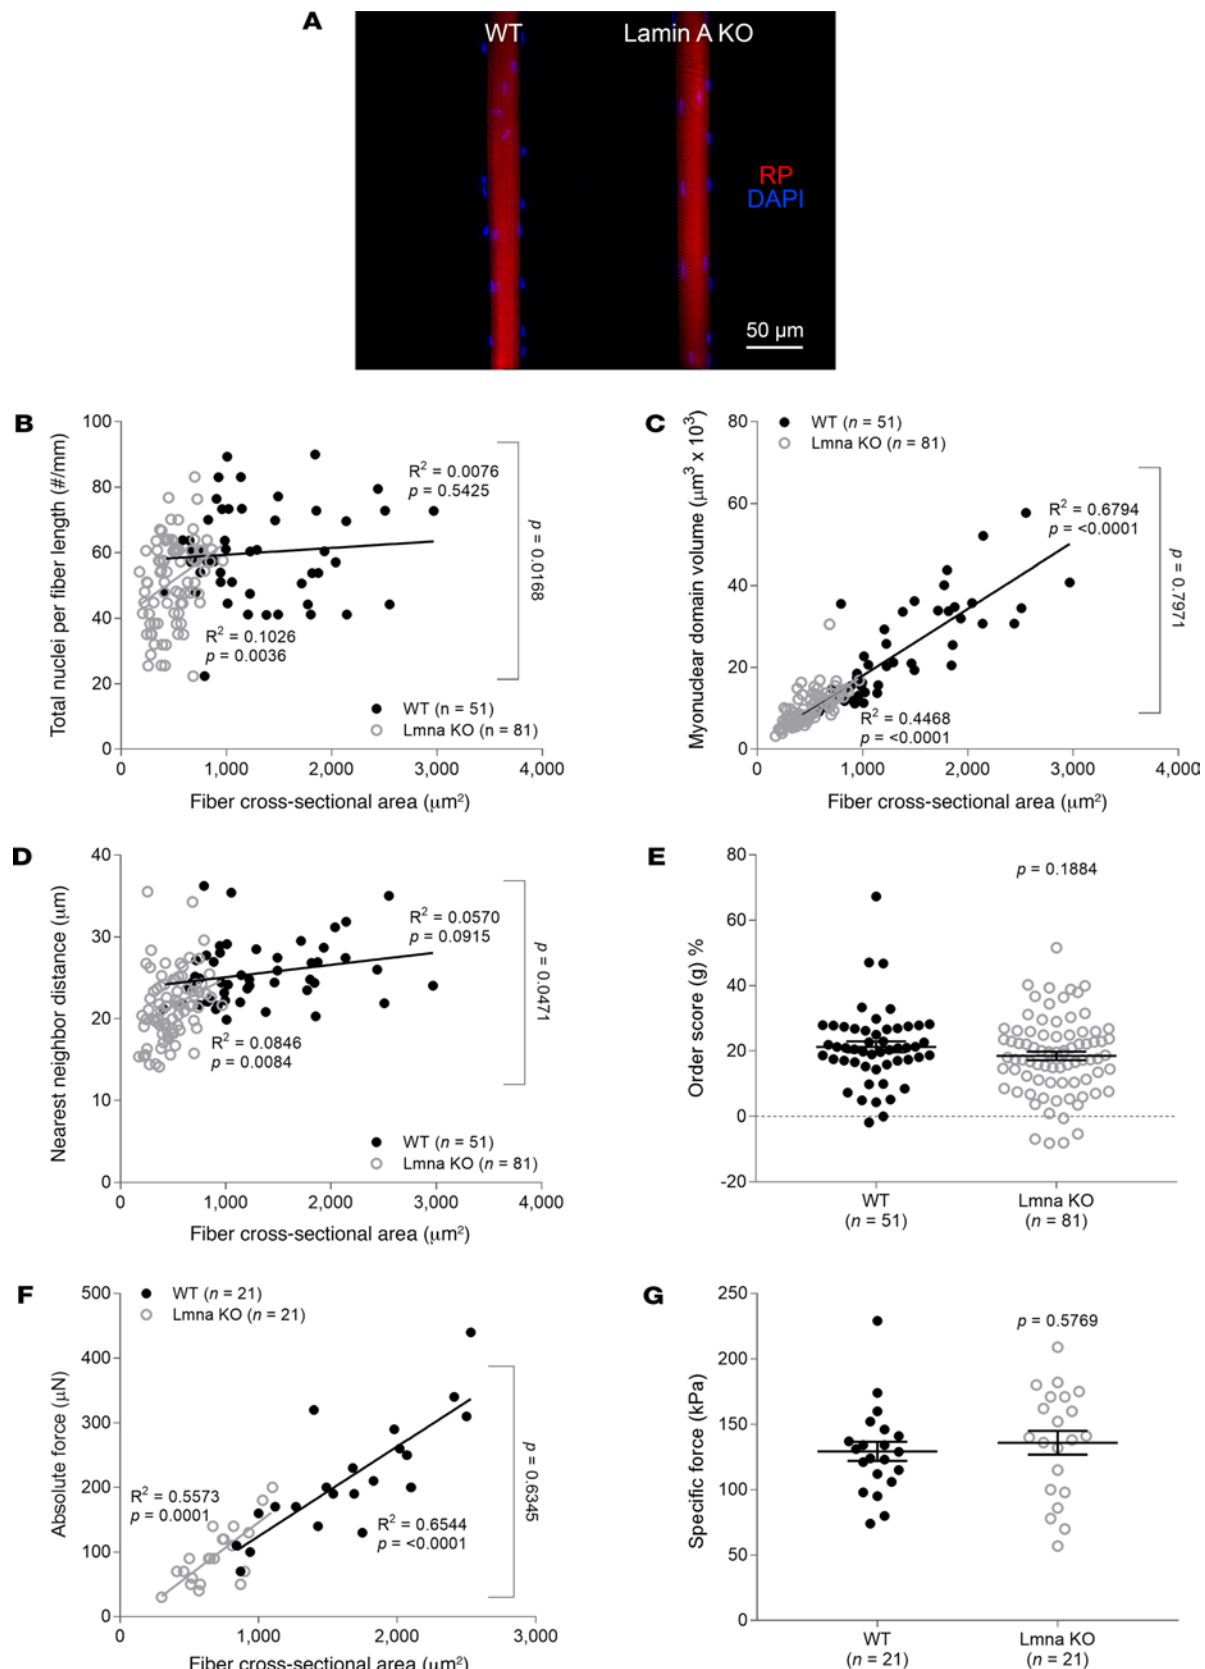 A
WT
Lamin A KO
RP
DAPI
50 µm
B
Total nuclei per fiber length (#/mm)
100
80
60
40
20
0
R² = 0.0076
p = 0.5425
R² = 0.1026
p = 0.0036
p = 0.0168
WT (n = 51)
Lmna KO (n = 81)
0 1,000 2,000 3,000 4,000
Fiber cross-sectional area (µm²)
C
Myonuclear domain volume (µm³ x 10³)
80
60
40
20
0
WT (n = 51)
Lmna KO (n = 81)
R² = 0.6794
p = <0.0001
R² = 0.4468
p = <0.0001
p = 0.7971
0 1,000 2,000 3,000 4,000
Fiber cross-sectional area (µm²)
D
Nearest neighbor distance (µm)
40
30
20
10
0
R² = 0.0570
p = 0.0915
R² = 0.0846
p = 0.0084
p = 0.0471
WT (n = 51)
Lmna KO (n = 81)
0 1,000 2,000 3,000 4,000
Fiber cross-sectional area (µm²)
E
Order score (g) %
80
60
40
20
0
-20
p = 0.1884
WT
(n = 51)
Lmna KO
(n = 81)
F
Absolute force (µN)
500
400
300
200
100
0
WT (n = 21)
Lmna KO (n = 21)
R² = 0.5573
p = 0.0001
R² = 0.6544
p = <0.0001
p = 0.6345
0 1,000 2,000 3,000
Fiber cross-sectional area (µm²)
G
Specific force (kPa)
250
200
150
100
50
0
p = 0.5769
WT
(n = 21)
Lmna KO
(n = 21)